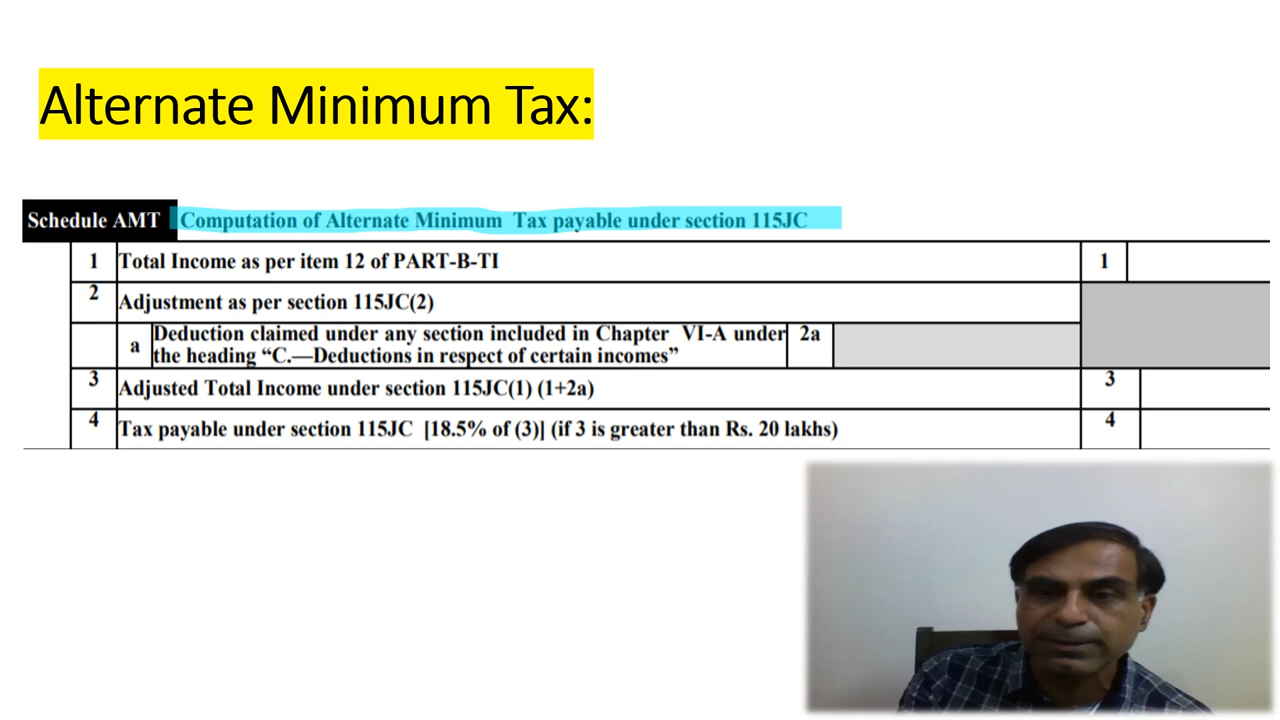 Alternate Minimum Tax:
Schedule AMT Computation of Alternate Minimum Tax payable under section 115JC
1 Total Income as per item 12 of PART-B-TI 1
2 Adjustment as per section 115JC(2)
a Deduction claimed under any section included in Chapter VI-A under 2a
the heading “C.—Deductions in respect of certain incomes”
3 Adjusted Total Income under section 115JC(1) (1+2a) 3
4 Tax payable under section 115JC [18.5% of (3)] (if 3 is greater than Rs. 20 lakhs) 4